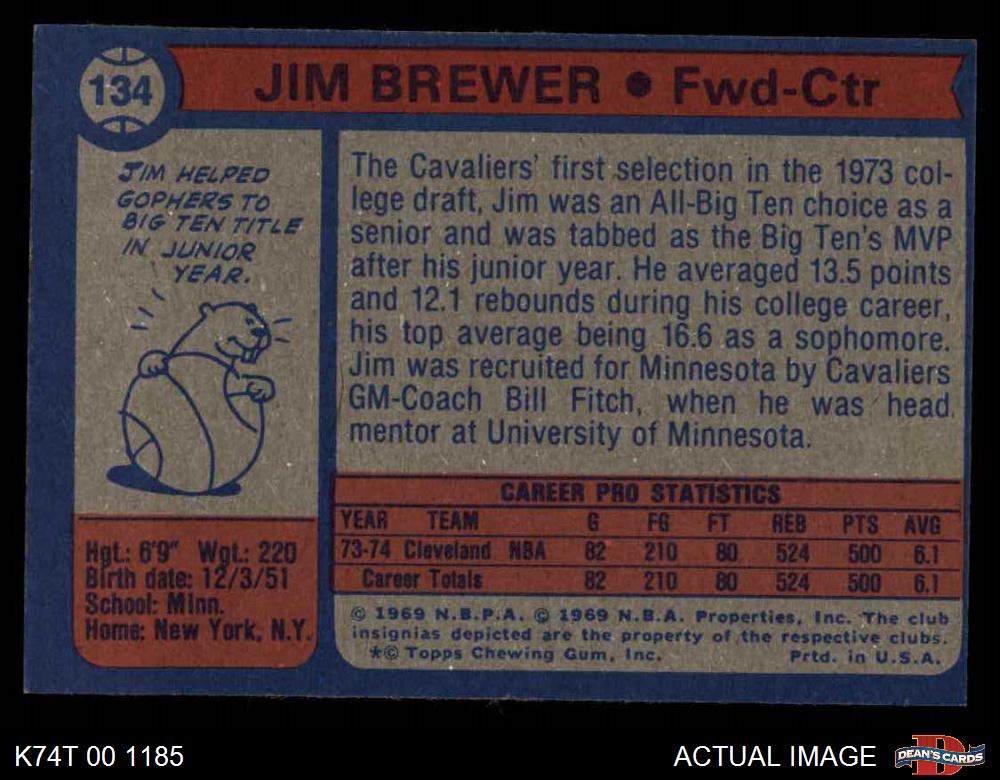 134
JIM BREWER • Fwd-Ctr
JIM HELPED
GOPHERS TO
BIG TEN TITLE
IN JUNIOR
YEAR.
The Cavaliers' first selection in the 1973 col-
lege draft, Jim was an All-Big Ten choice as a
senior and was tabbed as the Big Ten's MVP
after his junior year. He averaged 13.5 points
and 12.1 rebounds during his college career,
his top average being 16.6 as a sophomore.
Jim was recruited for Minnesota by Cavaliers
GM-Coach Bill Fitch, when he was head
mentor at University of Minnesota.
Hgt.: 6'9" Wgt.: 220
Birth date: 12/3/51
School: Minn.
Home: New York, N.Y.
CAREER PRO STATISTICS
YEAR TEAM G FG FT REB PTS AVG
73-74 Cleveland NBA 82 210 80 524 500 6.1
Career Totals 82 210 80 524 500 6.1
© 1969 N.B.P.A. © 1969 N.B.A. Properties, Inc. The club
insignias depicted are the property of the respective clubs.
*© Topps Chewing Gum, Inc. Prtd. in U.S.A.
K74T 00 1185
ACTUAL IMAGE
D
DEAN'S CARDS